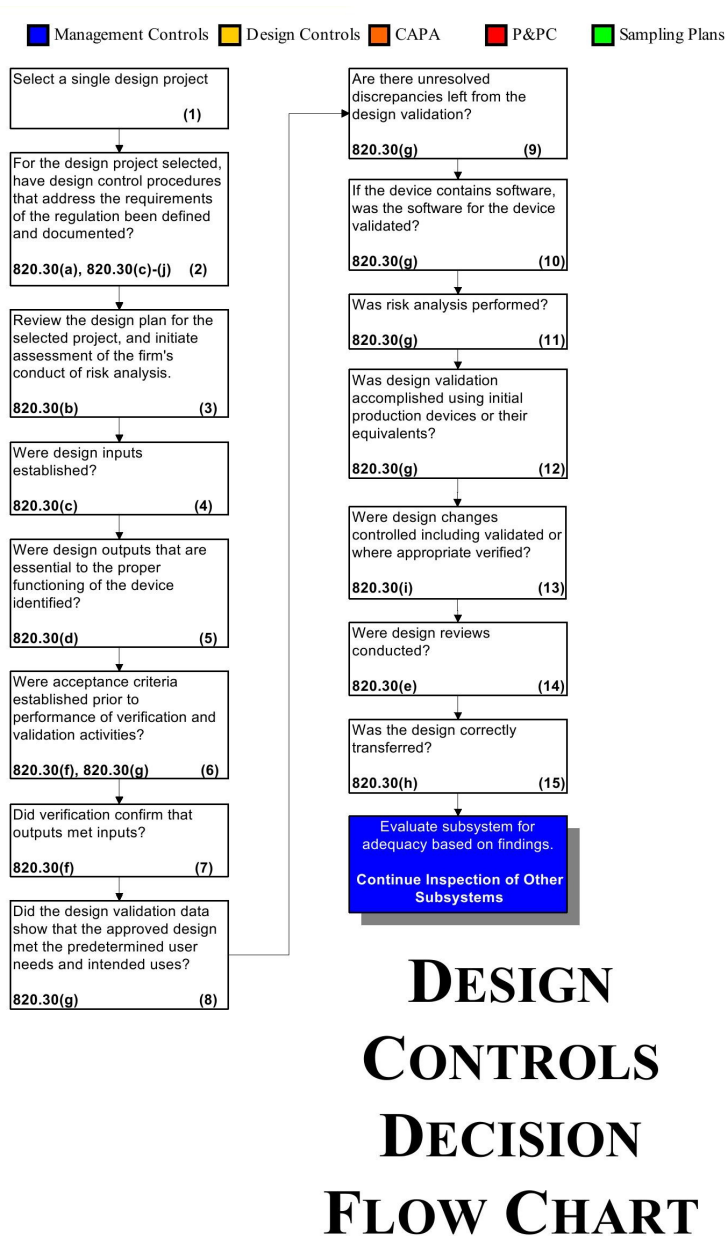 Management Controls
Design Controls
CAPA
P&PC
Sampling Plans
Select a single design project
(1)
For the design project selected,
have design control procedures
that address the requirements
of the regulation been defined
and documented?
820.30(a), 820.30(c)-(j) (2)
Review the design plan for the
selected project, and initiate
assessment of the firm's
conduct of risk analysis.
820.30(b) (3)
Were design inputs
established?
820.30(c) (4)
Were design outputs that are
essential to the proper
functioning of the device
identified?
820.30(d) (5)
Were acceptance criteria
established prior to
performance of verification and
validation activities?
820.30(f), 820.30(g) (6)
Did verification confirm that
outputs met inputs?
820.30(f) (7)
Did the design validation data
show that the approved design
met the predetermined user
needs and intended uses?
820.30(g) (8)
Are there unresolved
discrepancies left from the
design validation?
820.30(g) (9)
If the device contains software,
was the software for the device
validated?
820.30(g) (10)
Was risk analysis performed?
820.30(g) (11)
Was design validation
accomplished using initial
production devices or their
equivalents?
820.30(g) (12)
Were design changes
controlled including validated or
where appropriate verified?
820.30(i) (13)
Were design reviews
conducted?
820.30(e) (14)
Was the design correctly
transferred?
820.30(h) (15)
Evaluate subsystem for
adequacy based on findings.
Continue Inspection of Other
Subsystems
DESIGN
CONTROLS
DECISION
FLOW CHART